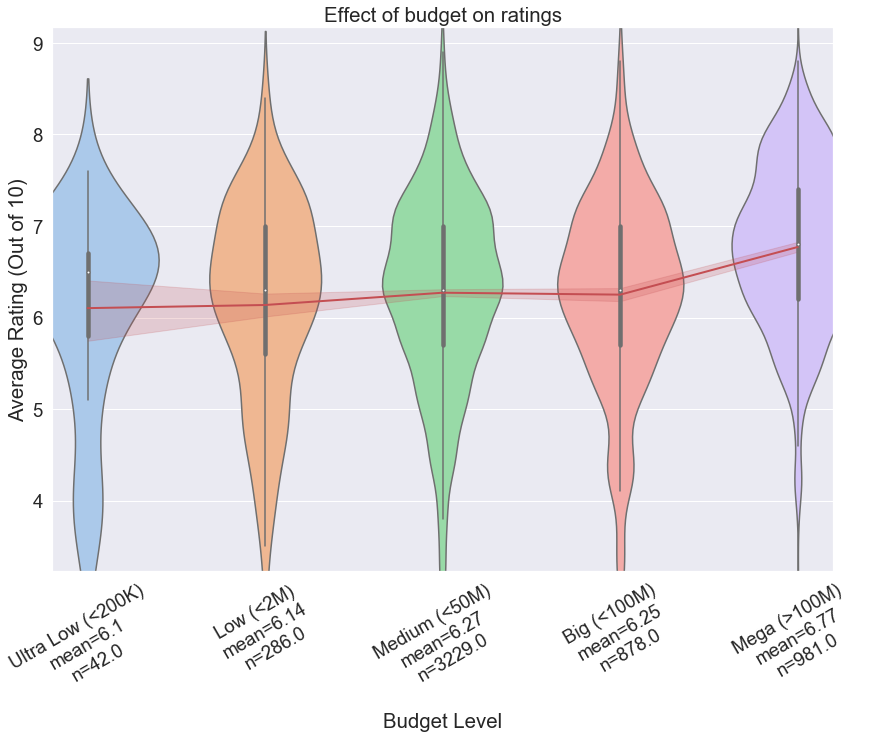 Effect of budget on ratings
Average Rating (Out of 10)
9
8
7
6
5
4
Ultra Low (<200K)
mean=6.1
n=42.0
Low (<2M)
mean=6.14
n=286.0
Medium (<50M)
mean=6.27
n=3229.0
Big (<100M)
mean=6.25
n=878.0
Mega (>100M)
mean=6.77
n=981.0
Budget Level